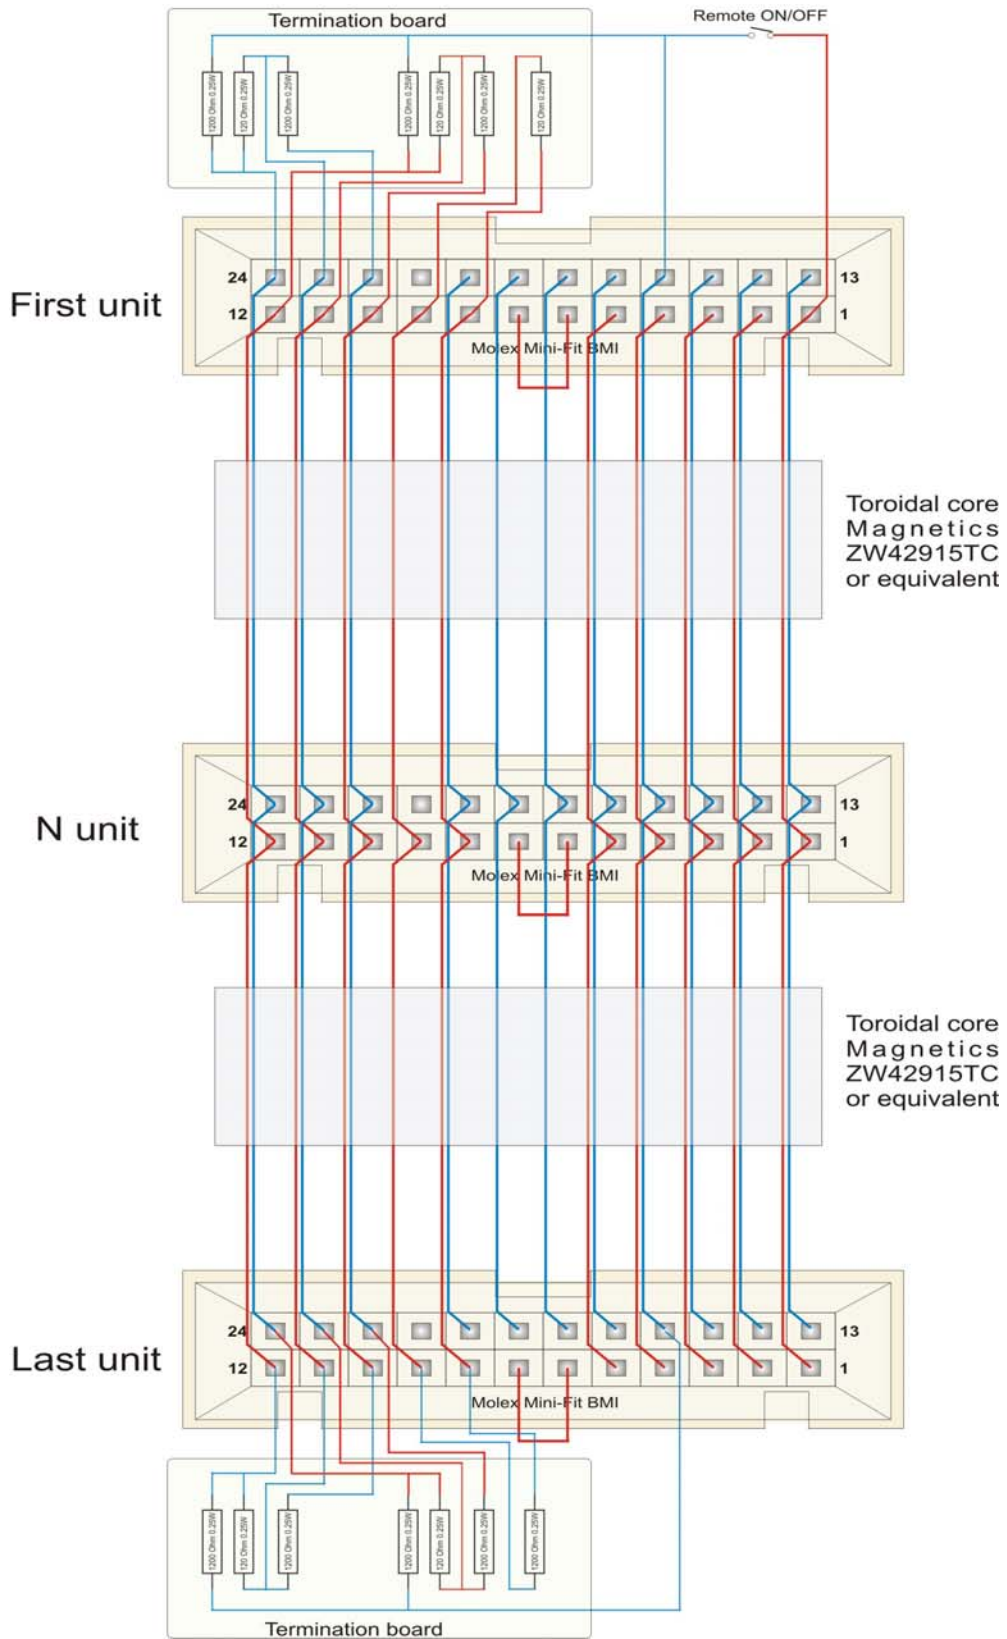 Termination board
Remote ON/OFF
1200 Ohm 0.25W
120 Ohm 0.25W
1200 Ohm 0.25W
1200 Ohm 0.25W
120 Ohm 0.25W
1200 Ohm 0.25W
120 Ohm 0.25W
First unit
24
13
12
1
Molex Mini-Fit BMI
Toroidal core
Magnetics
ZW42915TC
or equivalent
N unit
24
13
12
1
Molex Mini-Fit BMI
Toroidal core
Magnetics
ZW42915TC
or equivalent
Last unit
24
13
12
1
Molex Mini-Fit BMI
1200 Ohm 0.25W
120 Ohm 0.25W
1200 Ohm 0.25W
1200 Ohm 0.25W
120 Ohm 0.25W
1200 Ohm 0.25W
120 Ohm 0.25W
Termination board